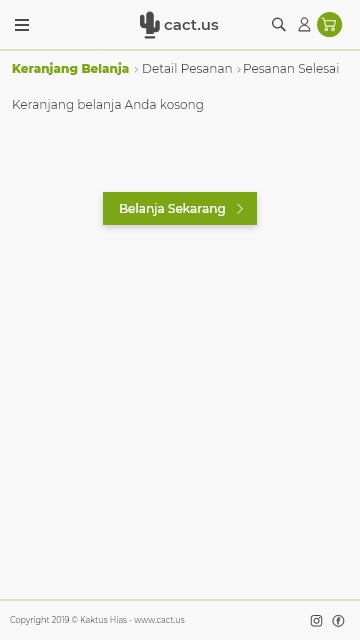 cact.us
Keranjang Belanja › Detail Pesanan › Pesanan Selesai
Keranjang belanja Anda kosong
Belanja Sekarang
Copyright 2019 © Kaktus Hias - www.cact.us